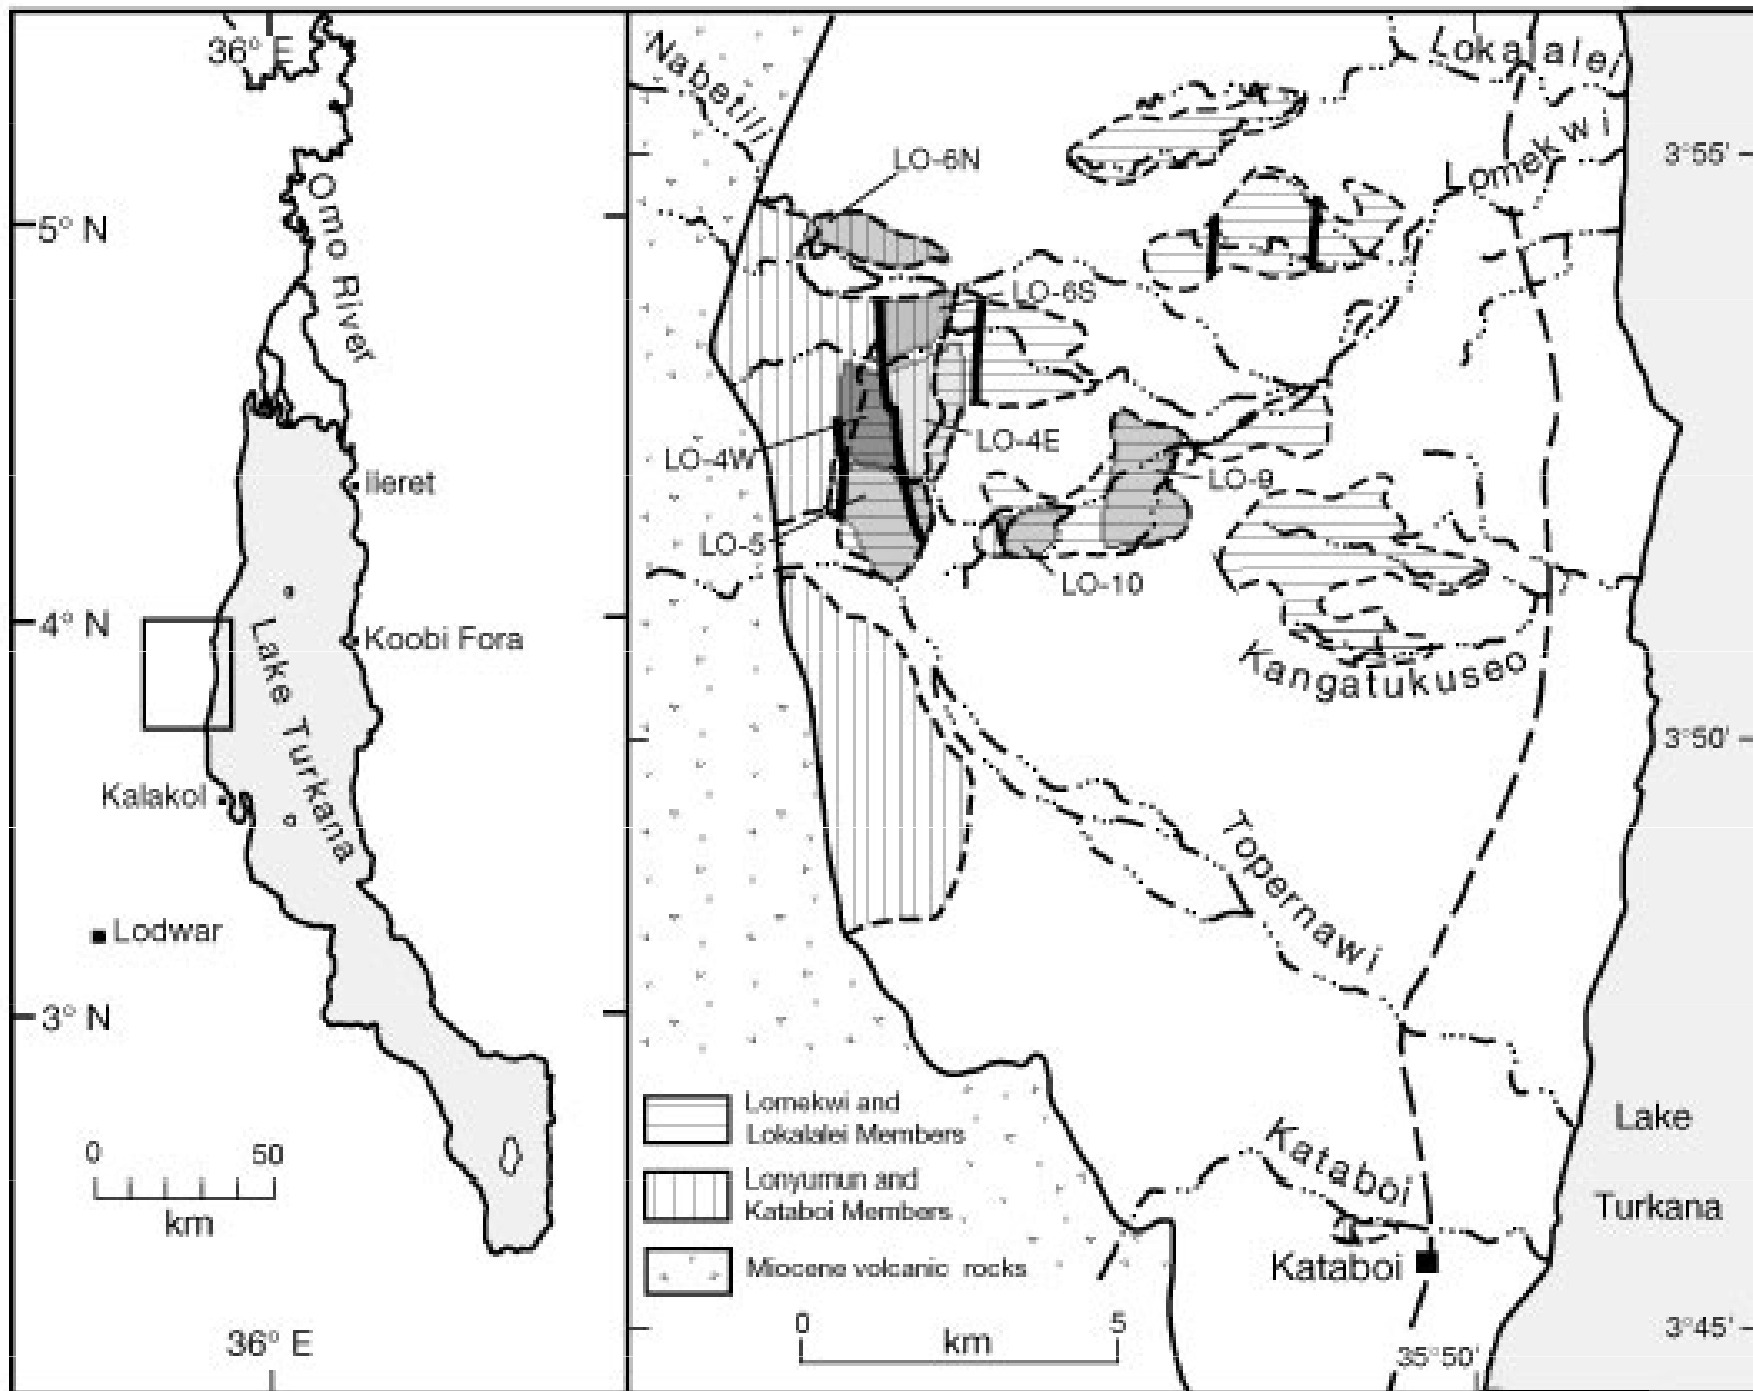 36° E
Omo River
5° N
Ileret
4° N
Koobi Fora
Lake Turkana
Kalakol
Lodwar
3° N
0 50
km
36° E
Nabetili
Lokalalei
LO-6N
Lomekwi
3°55'
LO-6S
LO-4W
LO-4E
LO-9
LO-5
LO-10
Kangatukuseo
3°50'
Topernawi
Lomekwi and
Lokalalei Members
Lonyumun and
Kataboi Members
Miocene volcanic rocks
Kataboi
Lake
Turkana
Kataboi
0 5
km
3°45'
35°50'